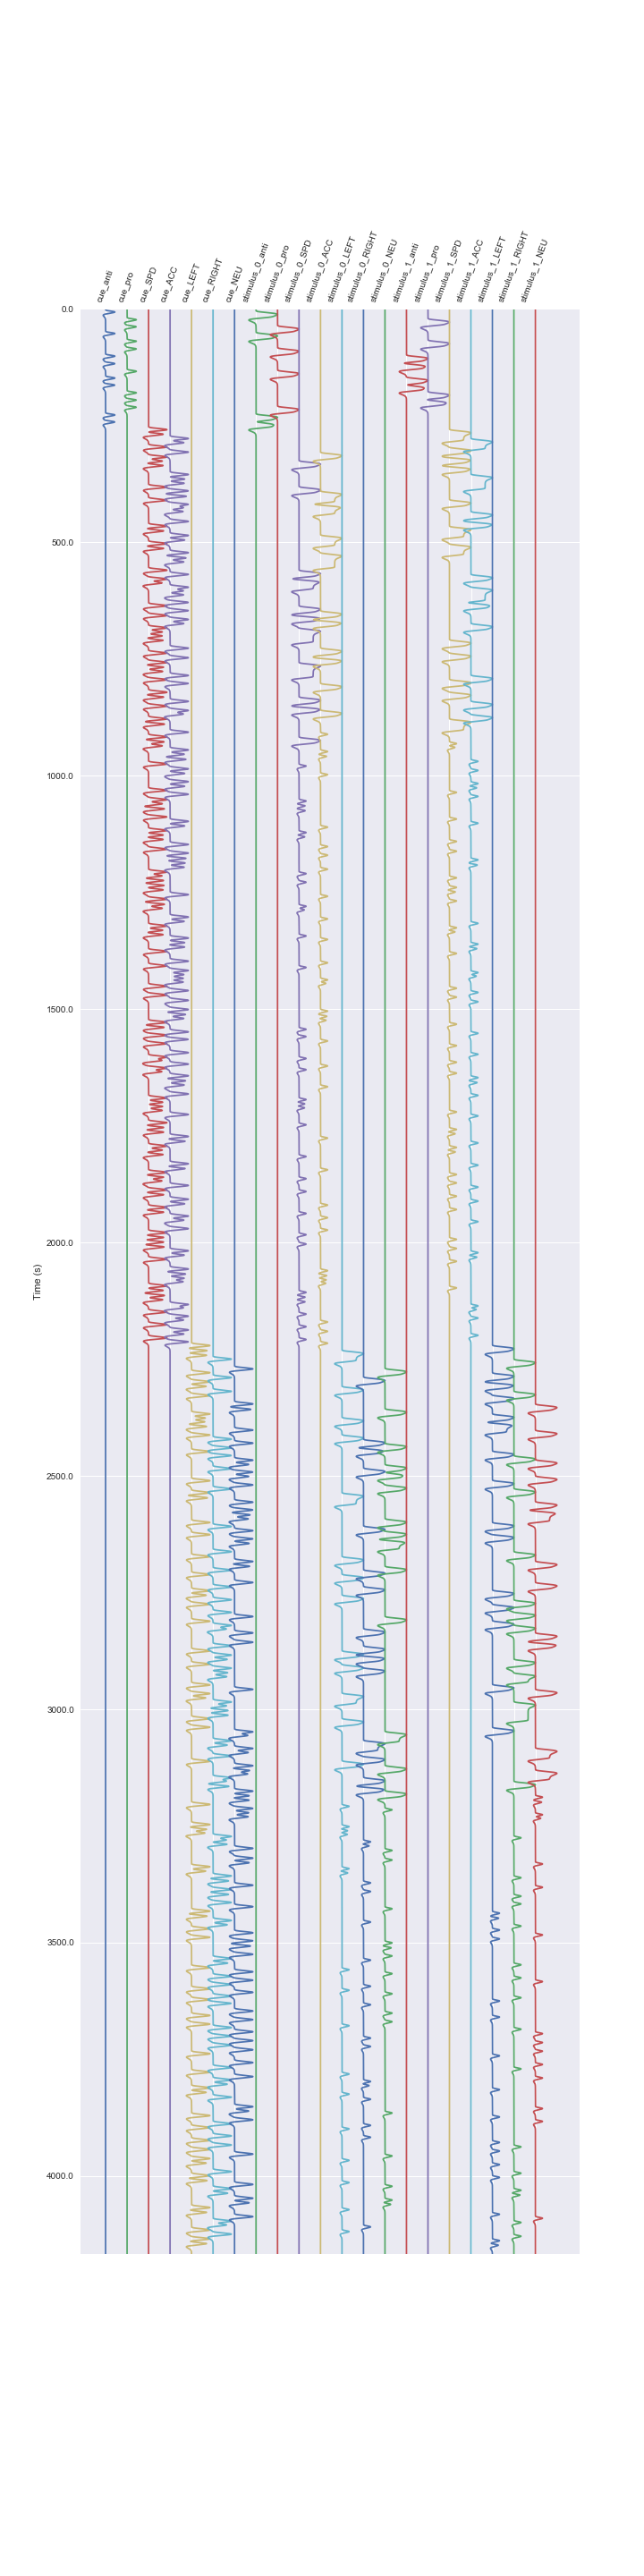 cue_anti
cue_pro
cue_SPD
cue_ACC
cue_LEFT
cue_RIGHT
cue_NEU
stimulus_0_anti
stimulus_0_pro
stimulus_0_SPD
stimulus_0_ACC
stimulus_0_LEFT
stimulus_0_RIGHT
stimulus_0_NEU
stimulus_1_anti
stimulus_1_pro
stimulus_1_SPD
stimulus_1_ACC
stimulus_1_LEFT
stimulus_1_RIGHT
stimulus_1_NEU
0.0
500.0
1000.0
1500.0
2000.0
Time (s)
2500.0
3000.0
3500.0
4000.0